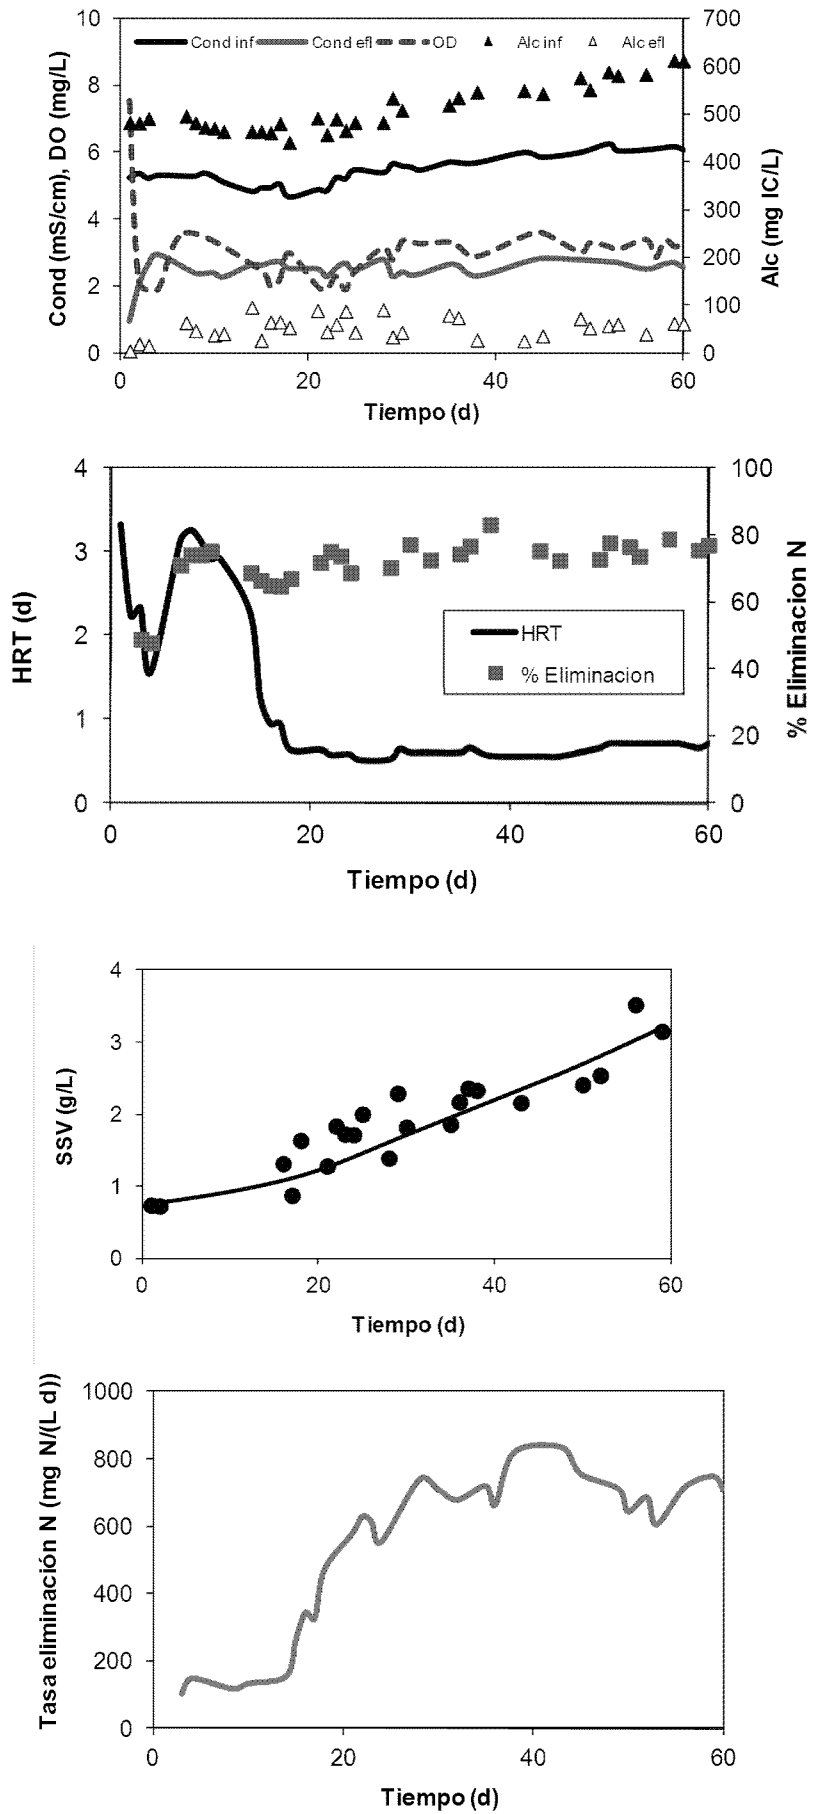 Cond inf Cond efl OD Alc inf Alc efl
Cond (mS/cm), DO (mg/L)
10
8
6
4
2
0
700
600
500
400
300
200
100
0
Alc (mg IC/L)
0 20 40 60
Tiempo (d)
HRT (d)
4
3
2
1
0
HRT
% Eliminacion
100
80
60
40
20
0
% Eliminacion N
0 20 40 60
Tiempo (d)
SSV (g/L)
4
3
2
1
0
0 20 40 60
Tiempo (d)
Tasa eliminación N (mg N/(L d))
1000
800
600
400
200
0
0 20 40 60
Tiempo (d)